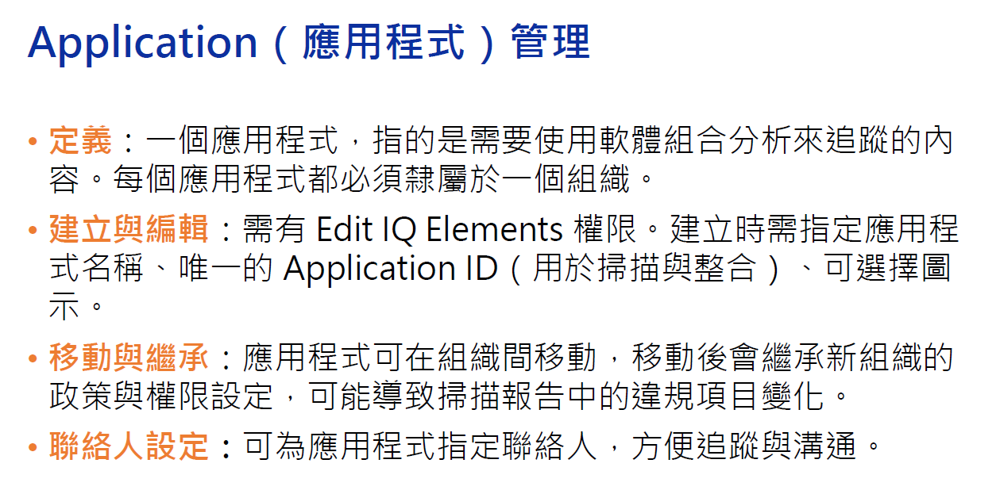 Application（應用程式）管理
• 定義：一個應用程式，指的是需要使用軟體組合分析來追蹤的內
容。每個應用程式都必須隸屬於一個組織。
• 建立與編輯：需有 Edit IQ Elements 權限。建立時需指定應用程
式名稱、唯一的 Application ID（用於掃描與整合）、可選擇圖
示。
• 移動與繼承：應用程式可在組織間移動，移動後會繼承新組織的
政策與權限設定，可能導致掃描報告中的違規項目變化。
• 聯絡人設定：可為應用程式指定聯絡人，方便追蹤與溝通。